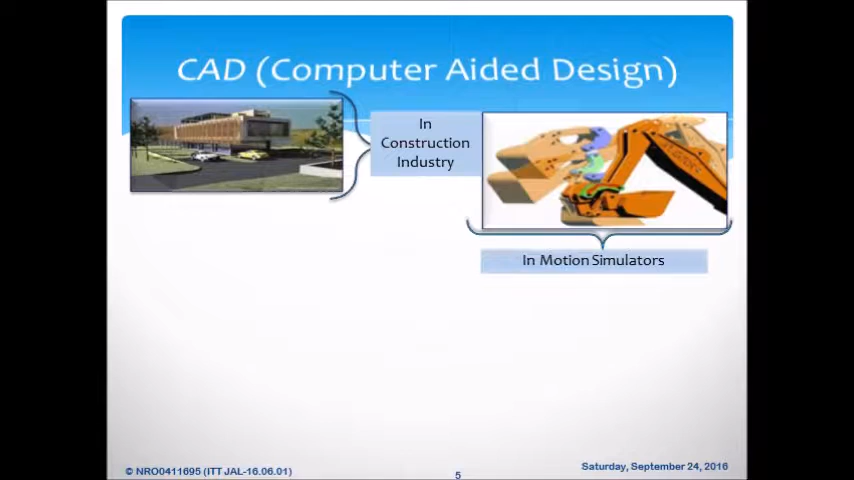 CAD (Computer Aided Design)
In
Construction
Industry
In Motion Simulators
© NRO0411695 (ITT JAL-16.06.01)
5
Saturday, September 24, 2016